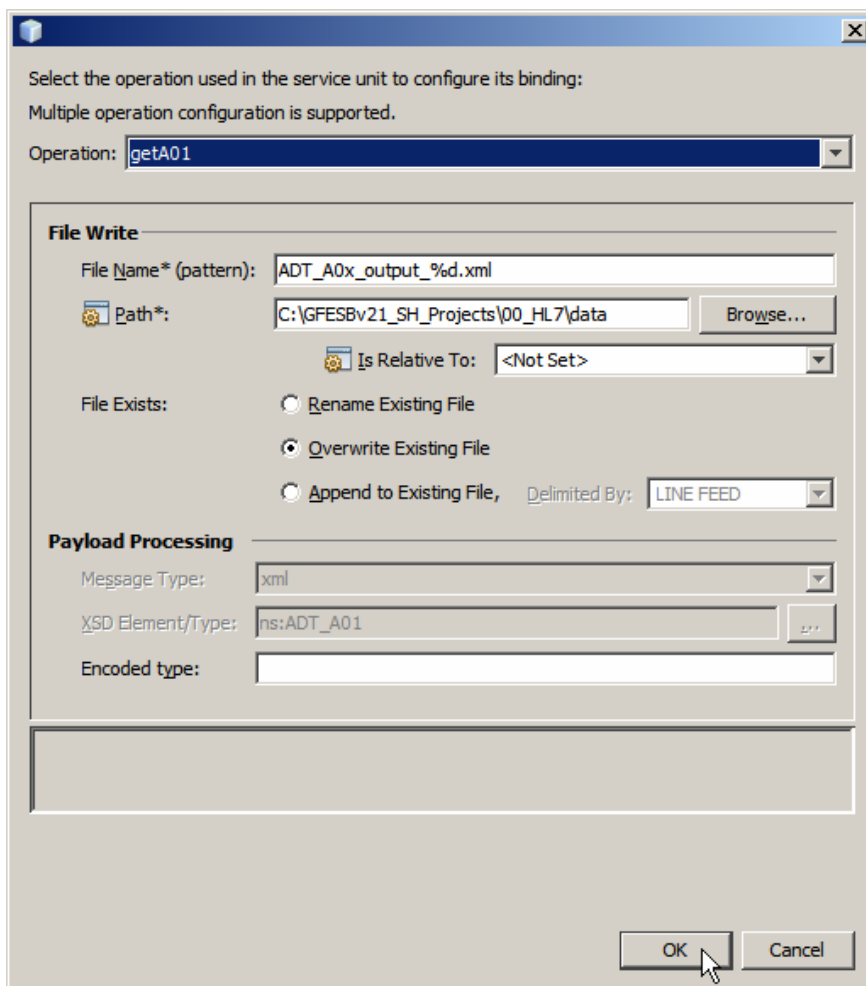 Select the operation used in the service unit to configure its binding:
Multiple operation configuration is supported.
Operation: getA01
File Write
File Name* (pattern): ADT_A0x_output_%d.xml
Path*: C:\GFESBv21_SH_Projects\00_HL7\data Browse...
Is Relative To: <Not Set>
File Exists: Rename Existing File
Overwrite Existing File
Append to Existing File, Delimited By: LINE FEED
Payload Processing
Message Type: xml
XSD Element/Type: ns:ADT_A01 ...
Encoded type:
OK Cancel